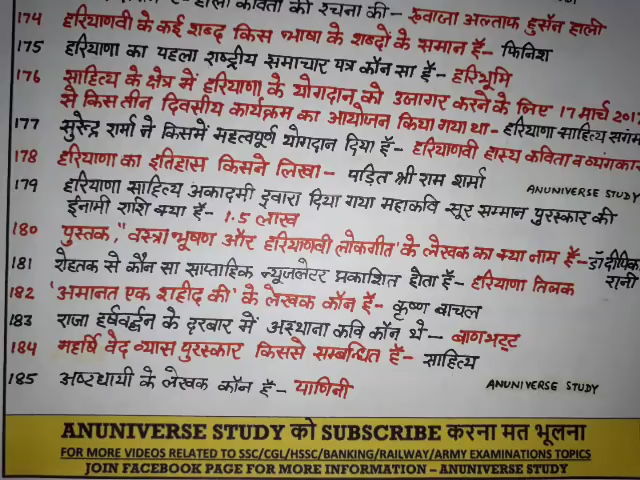 हाली कविता की रचना की - ख्वाजा अल्ताफ हुसैन हाली
174 हरियाणवी के कई शब्द किस भाषा के शब्दों के समान है - फिनिश
175 हरियाणा का पहला राष्ट्रीय समाचार पत्र कौन सा है - हरिभूमि
176 साहित्य के क्षेत्र में हरियाणा के योगदान को उजागर करने के लिए 17 मार्च 2017
से किस तीन दिवसीय कार्यक्रम का आयोजन किया गया था - हरियाणा साहित्य संगम
177 सुरेन्द्र शर्मा ने किसमें महत्वपूर्ण योगदान दिया है - हरियाणवी हास्य कविता व व्यंगकार
178 हरियाणा का इतिहास किसने लिखा - पंडित श्री राम शर्मा
ANUNIVERSE STUDY
179 हरियाणा साहित्य अकादमी द्वारा दिया गया महाकवि सूर सम्मान पुरस्कार की
ईनामी राशि क्या है - 1.5 लाख
180 पुस्तक, "वस्त्राभूषण और हरियाणवी लोकगीत' के लेखक का क्या नाम है - डॉ दीपिका
रानी
181 रोहतक से कौन सा साप्ताहिक न्यूजलेटर प्रकाशित होता है - हरियाणा तिलक
182 'अमानत एक शहीद की' के लेखक कौन है - कृष्ण वाचल
183 राजा हर्षवर्द्धन के दरबार में अस्थाना कवि कौन थे - बाणभट्ट
184 महर्षि वेद व्यास पुरस्कार किससे सम्बन्धित है - साहित्य
185 अष्टाध्यायी के लेखक कौन है - पाणिनी
ANUNIVERSE STUDY
ANUNIVERSE STUDY को SUBSCRIBE करना मत भूलना
FOR MORE VIDEOS RELATED TO SSC/CGL/HSSC/BANKING/RAILWAY/ARMY EXAMINATIONS TOPICS
JOIN FACEBOOK PAGE FOR MORE INFORMATION – ANUNIVERSE STUDY